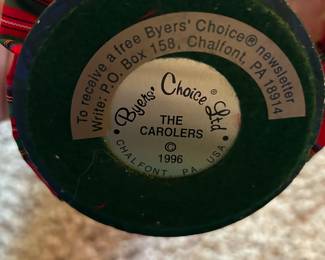 To receive a free Byers' Choice® newsletter
Write: P.O. Box 158, Chalfont, PA 18914
Byers' Choice Ltd ®
THE
CAROLERS
©
1996
• CHALFONT, PA USA •